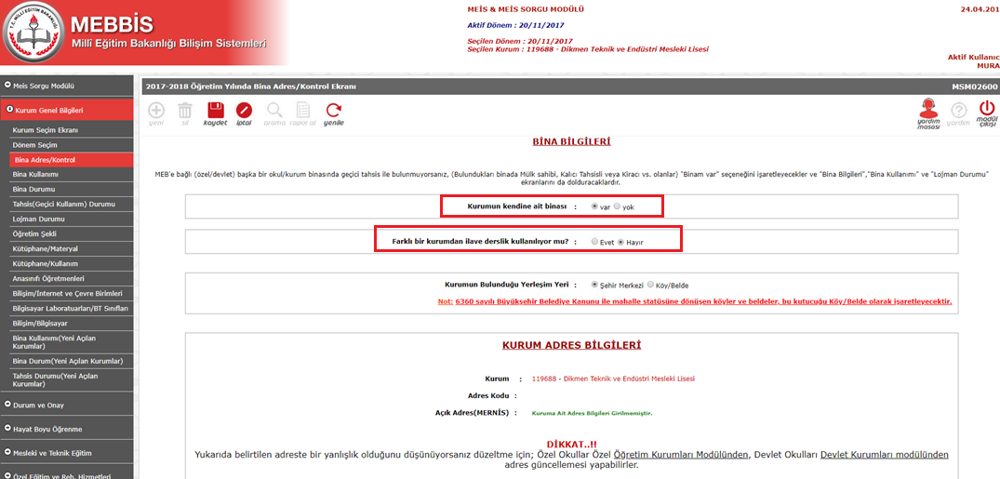 T.C. MİLLÎ EĞİTİM BAKANLIĞI
MEBBİS
Millî Eğitim Bakanlığı Bilişim Sistemleri
MEİS & MEİS SORGU MODÜLÜ
Aktif Dönem : 20/11/2017
Seçilen Dönem : 20/11/2017
Seçilen Kurum : 119688 - Dikmen Teknik ve Endüstri Mesleki Lisesi
24.04.201
Aktif Kullanıc
MURA
Meis Sorgu Modülü
Kurum Genel Bilgileri
Kurum Seçim Ekranı
Dönem Seçim
Bina Adres/Kontrol
Bina Kullanımı
Bina Durumu
Tahsis(Geçici Kullanım) Durumu
Lojman Durumu
Öğretim Şekli
Kütüphane/Materyal
Kütüphane/Kullanım
Anasınıfı Öğretmenleri
Bilişim/İnternet ve Çevre Birimleri
Bilgisayar Laboratuarları/BT Sınıfları
Bilişim/Bilgisayar
Bina Kullanımı(Yeni Açılan
Kurumlar)
Bina Durum(Yeni Açılan Kurumlar)
Tahsis Durumu(Yeni Açılan
Kurumlar)
Durum ve Onay
Hayat Boyu Öğrenme
Mesleki ve Teknik Eğitim
Özel Eğitim ve Reh. Hizmetleri
2017-2018 Öğretim Yılında Bina Adres/Kontrol Ekranı
MSM02600
yeni sil kaydet iptal arama raporal yenile
yardım masası
yardım
modül çıkışı
BİNA BİLGİLERİ
MEB'e bağlı (özel/devlet) başka bir okul/kurum binasında geçici tahsis ile bulunmuyorsanız, (Bulundukları binada Mülk sahibi, Kalıcı Tahsisli veya Kiracı vs. olanlar) "Binam var" seçeneğini işaretleyecekler ve "Bina Bilgileri","Bina Kullanımı" ve "Lojman Durumu"
ekranlarını da dolduracaklardır.
Kurumun kendine ait binası : var yok
Farklı bir kurumdan ilave derslik kullanılıyor mu? : Evet Hayır
Kurumun Bulunduğu Yerleşim Yeri : Şehir Merkezi Köy/Belde
Not: 6360 sayılı Büyükşehir Belediye Kanunu ile mahalle statüsüne dönüşen köyler ve beldeler, bu kutucuğu Köy/Belde olarak işaretleyecektir.
KURUM ADRES BİLGİLERİ
Kurum : 119688 - Dikmen Teknik ve Endüstri Mesleki Lisesi
Adres Kodu :
Açık Adres(MERNİS) : Kuruma Ait Adres Bilgileri Girilmemiştir.
DİKKAT..!!
Yukarıda belirtilen adreste bir yanlışlık olduğunu düşünüyorsanız düzeltme için; Özel Okullar Özel Öğretim Kurumları Modülünden, Devlet Okulları Devlet Kurumları modülünden
adres güncellemesi yapabilirler.